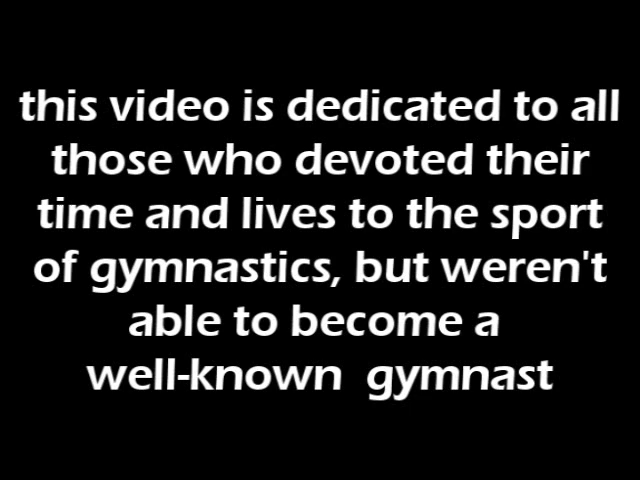 this video is dedicated to all
those who devoted their
time and lives to the sport
of gymnastics, but weren't
able to become a
well-known  gymnast